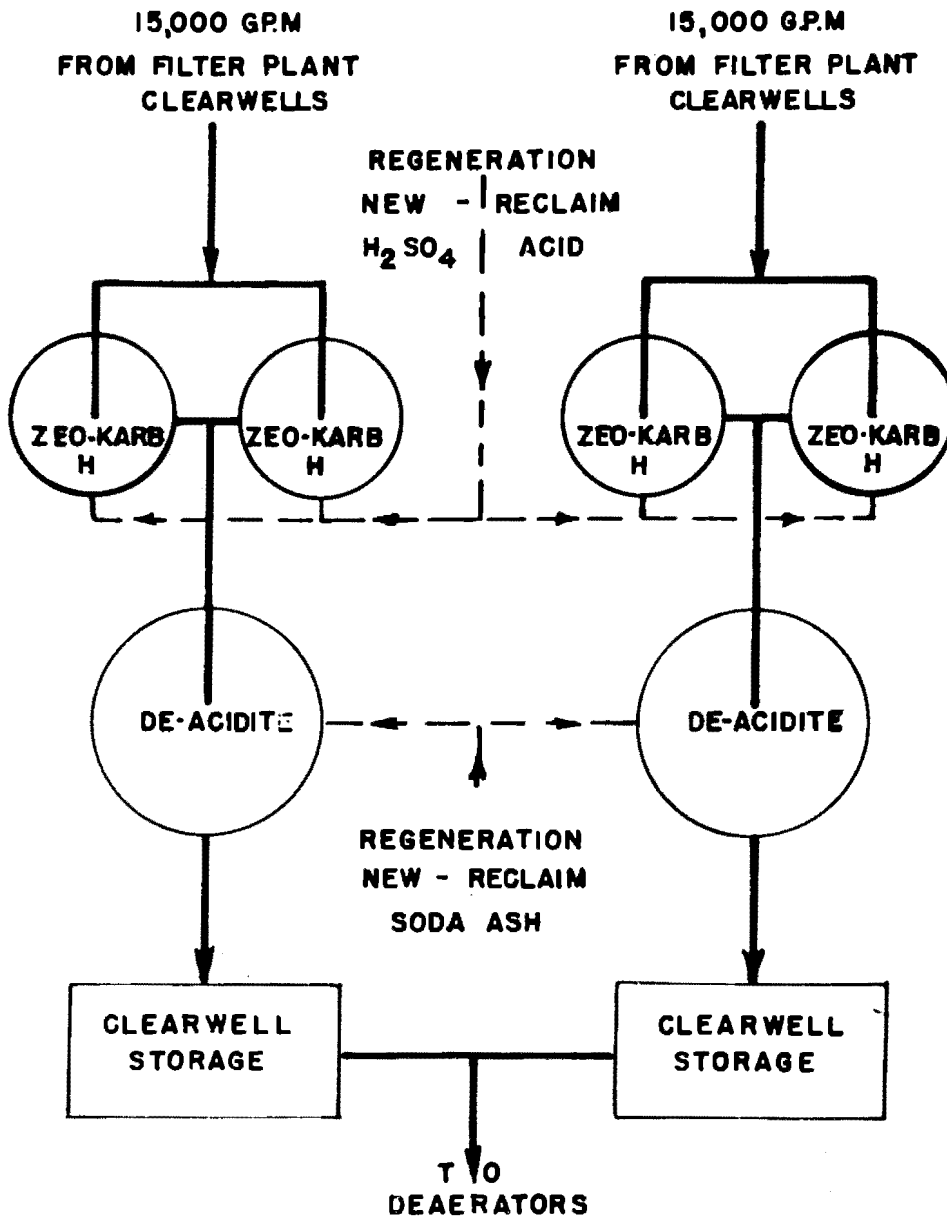 15,000 G.P.M
FROM FILTER PLANT
CLEARWELLS
15,000 G.P.M
FROM FILTER PLANT
CLEARWELLS
REGENERATION
NEW - RECLAIM
H₂SO₄ ACID
ZEO-KARB
H
ZEO-KARB
H
ZEO-KARB
H
ZEO-KARB
H
DE-ACIDITE
DE-ACIDITE
REGENERATION
NEW - RECLAIM
SODA ASH
CLEARWELL
STORAGE
CLEARWELL
STORAGE
TO
DEAERATORS